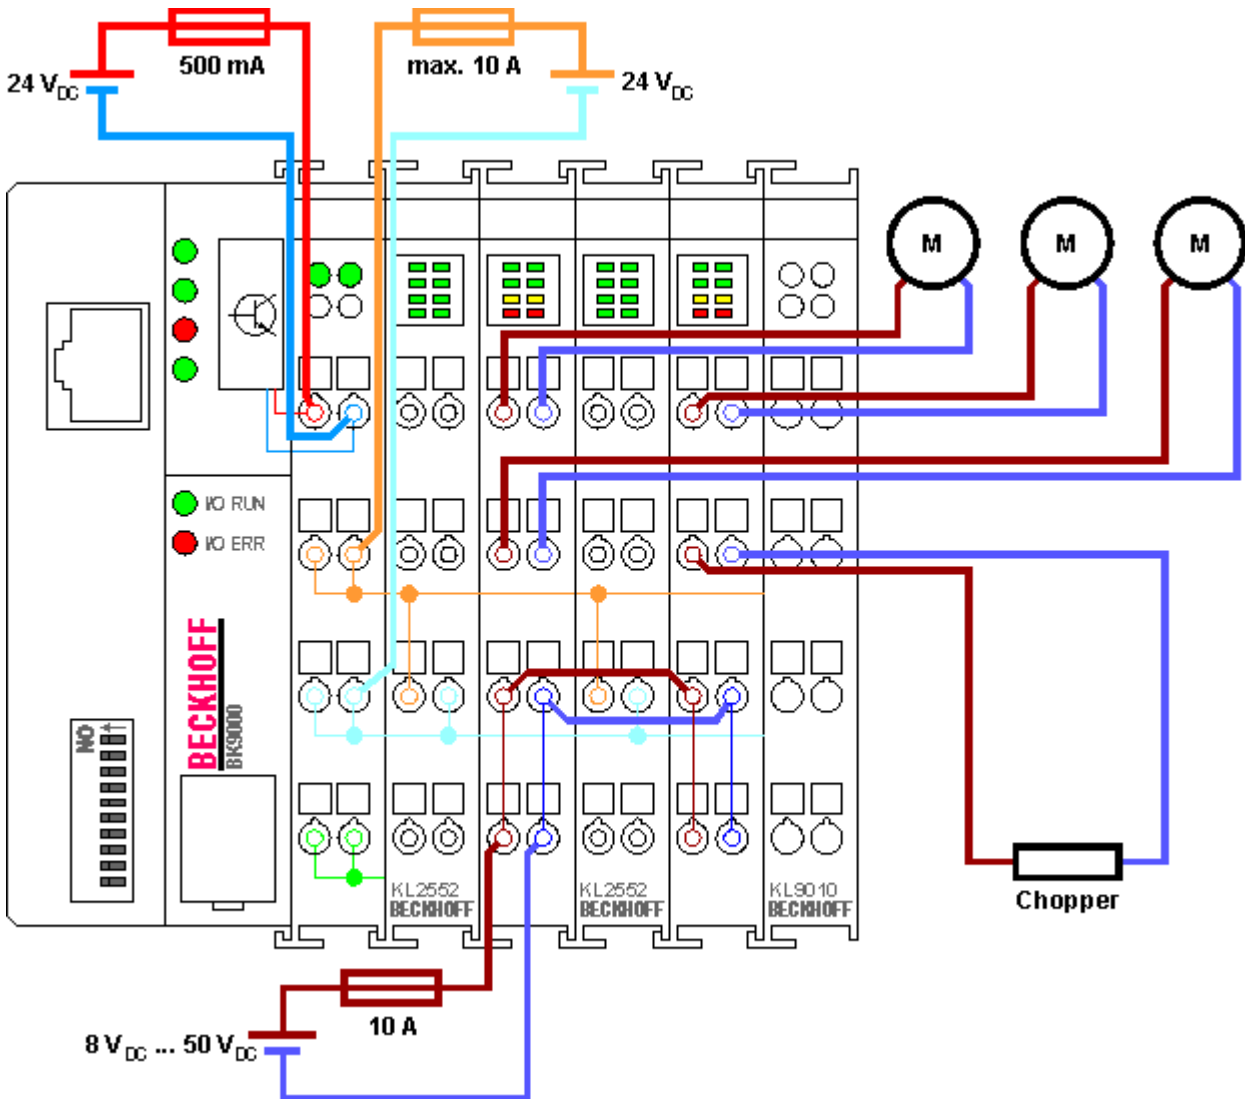 500 mA
max. 10 A
24 VDC
24 VDC
M
M
M
I/O RUN
I/O ERR
BECKHOFF
BK9000
NO
KL2552
BECKHOFF
KL2552
BECKHOFF
KL9010
BECKHOFF
Chopper
10 A
8 VDC ... 50 VDC